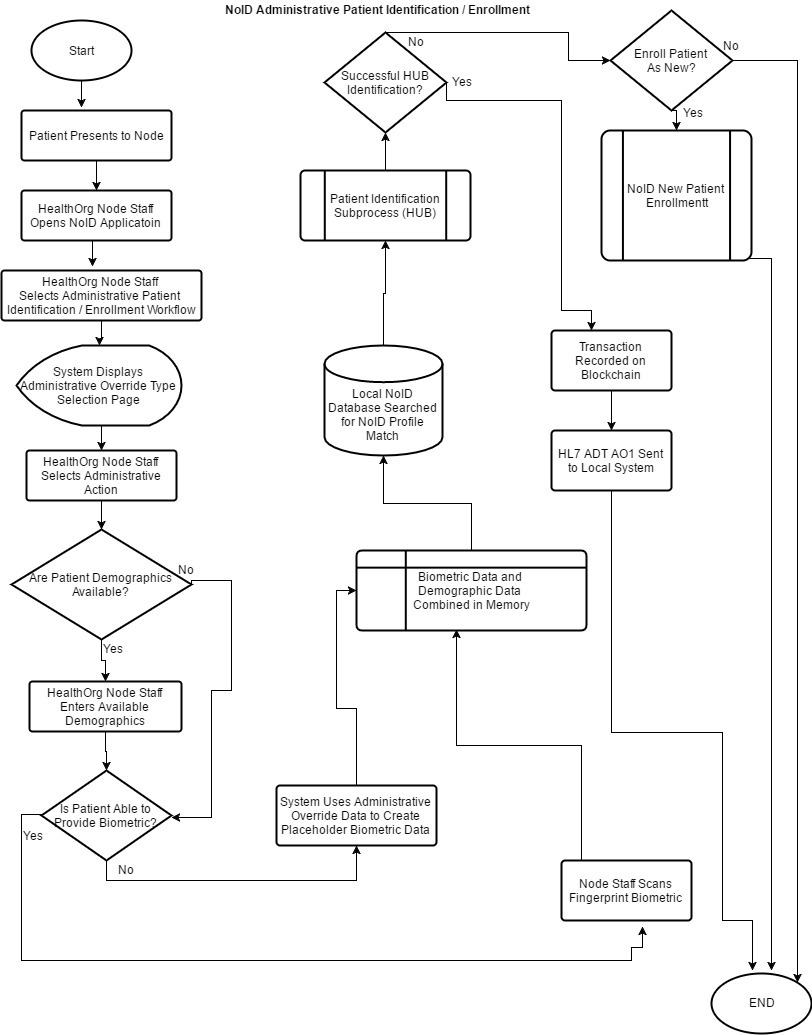 NoID Administrative Patient Identification / Enrollment
Start
Patient Presents to Node
HealthOrg Node Staff
Opens NoID Applicatoin
HealthOrg Node Staff
Selects Administrative Patient
Identification / Enrollment Workflow
System Displays
Administrative Override Type
Selection Page
HealthOrg Node Staff
Selects Administrative
Action
Are Patient Demographics
Available?
No
Yes
HealthOrg Node Staff
Enters Available
Demographics
Is Patient Able to
Provide Biometric?
Yes
No
System Uses Administrative
Override Data to Create
Placeholder Biometric Data
Node Staff Scans
Fingerprint Biometric
Biometric Data and
Demographic Data
Combined in Memory
Local NoID
Database Searched
for NoID Profile
Match
Patient Identification
Subprocess (HUB)
Successful HUB
Identification?
No
Yes
Enroll Patient
As New?
No
Yes
NoID New Patient
Enrollmentt
Transaction
Recorded on
Blockchain
HL7 ADT AO1 Sent
to Local System
END